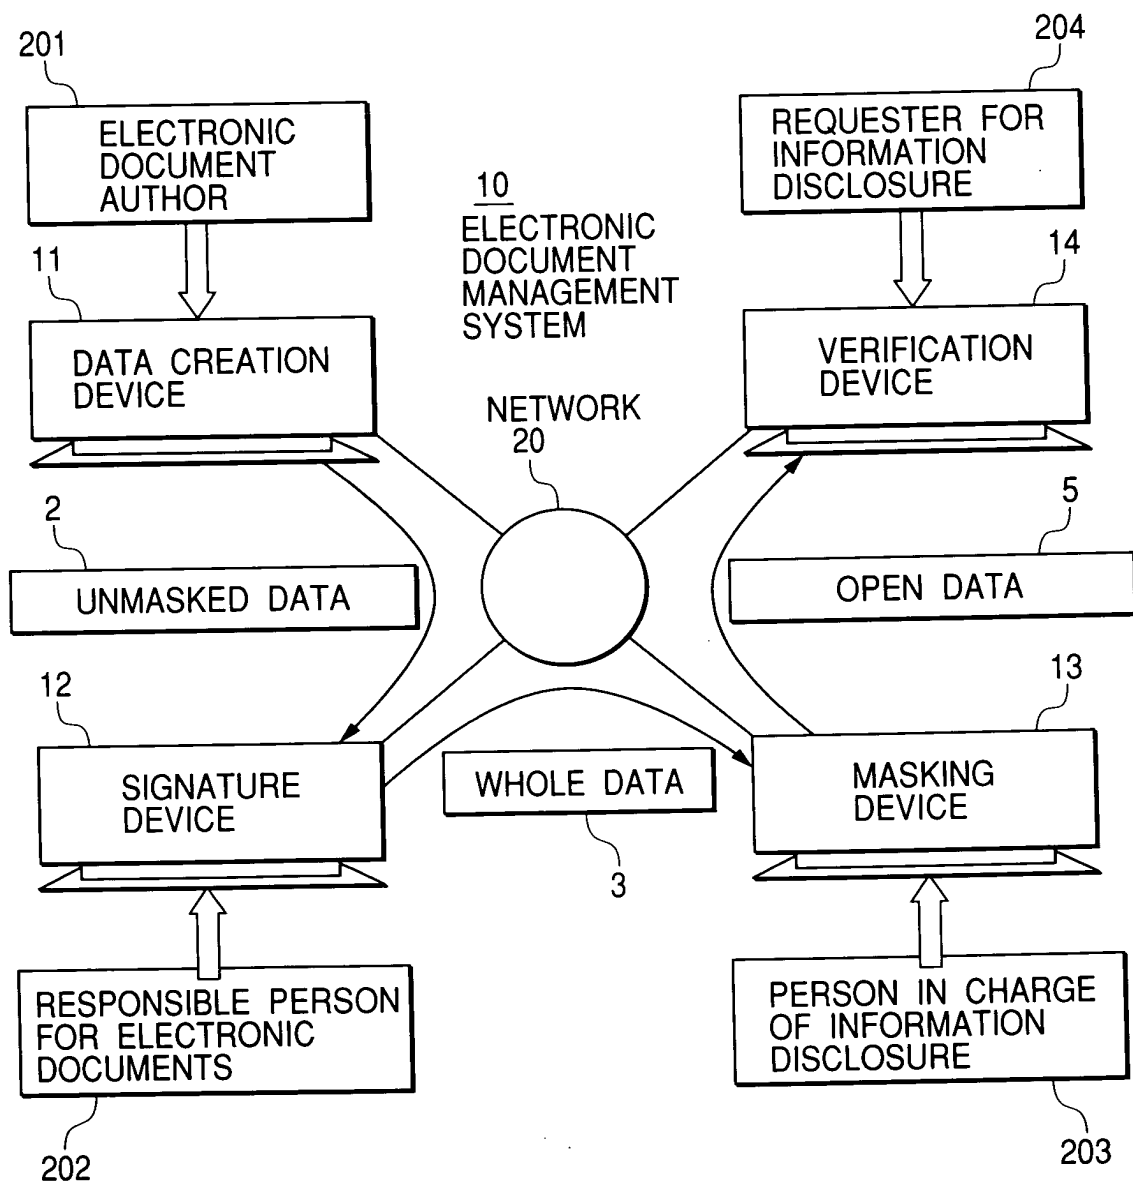 201
ELECTRONIC
DOCUMENT
AUTHOR
204
REQUESTER FOR
INFORMATION
DISCLOSURE
10
ELECTRONIC
DOCUMENT
MANAGEMENT
SYSTEM
11
DATA CREATION
DEVICE
14
VERIFICATION
DEVICE
NETWORK
20
2
UNMASKED DATA
5
OPEN DATA
12
SIGNATURE
DEVICE
WHOLE DATA
3
13
MASKING
DEVICE
RESPONSIBLE PERSON
FOR ELECTRONIC
DOCUMENTS
202
PERSON IN CHARGE
OF INFORMATION
DISCLOSURE
203